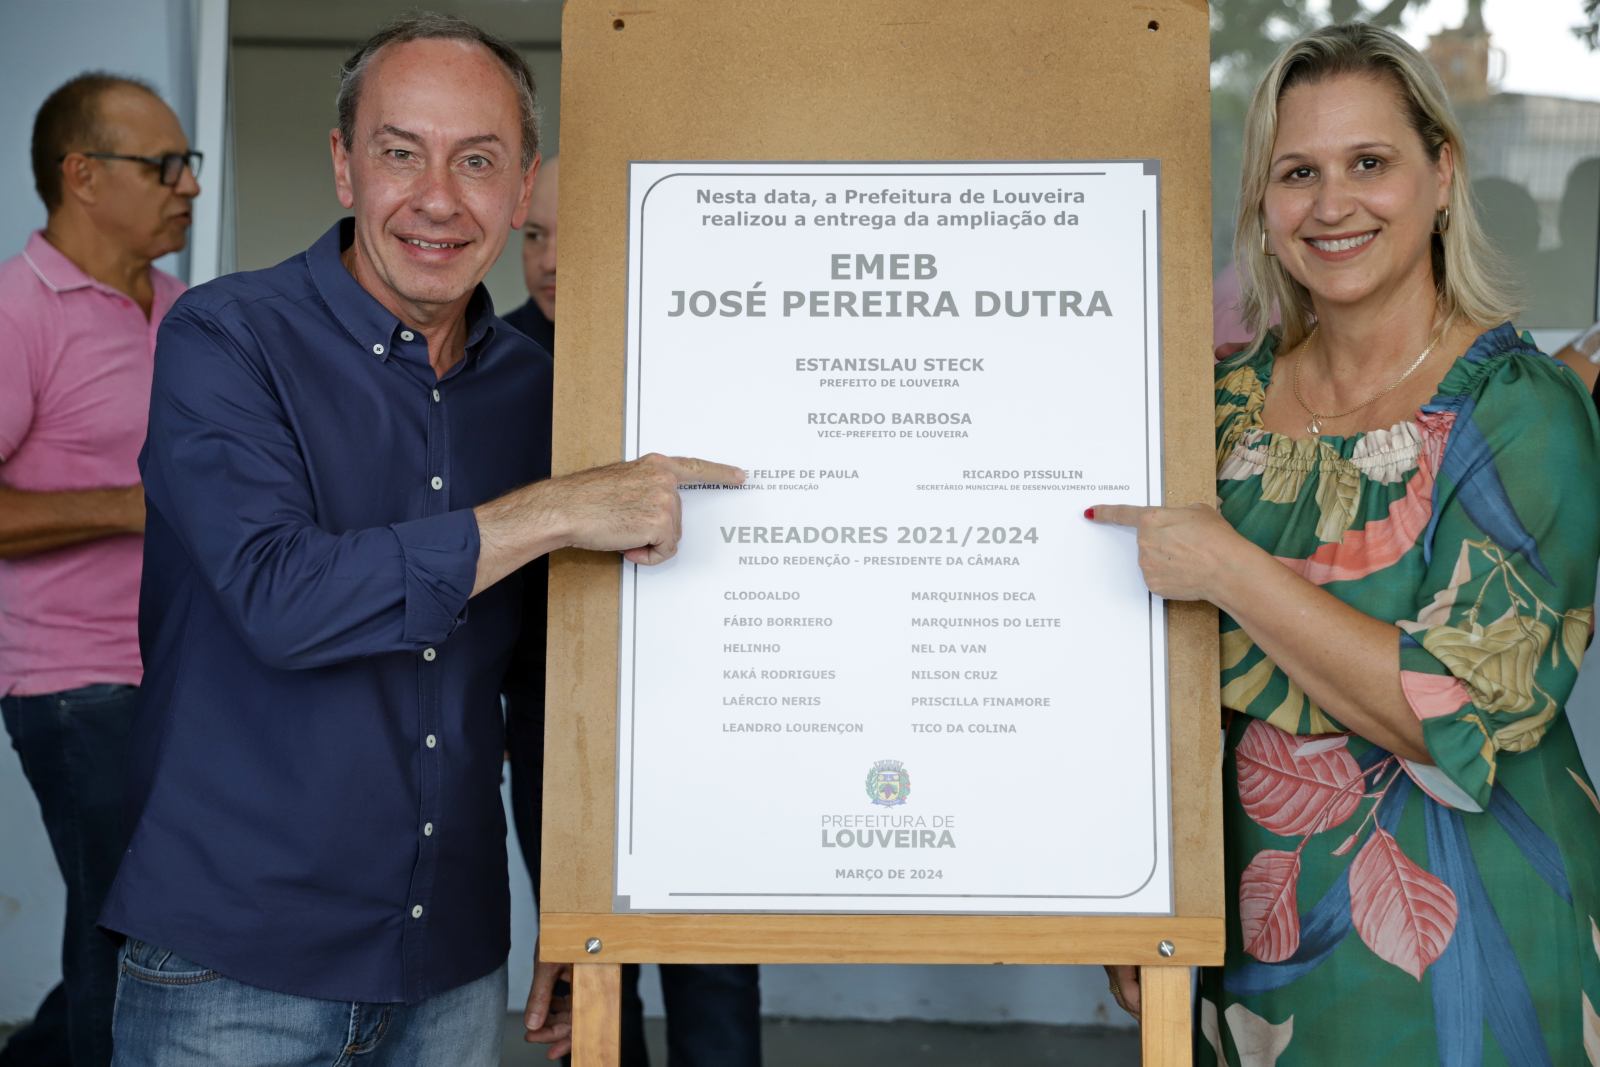 Nesta data, a Prefeitura de Louveira
realizou a entrega da ampliação da
EMEB
JOSÉ PEREIRA DUTRA
ESTANISLAU STECK
PREFEITO DE LOUVEIRA
RICARDO BARBOSA
VICE-PREFEITO DE LOUVEIRA
FELIPE DE PAULA
SECRETÁRIA MUNICIPAL DE EDUCAÇÃO
RICARDO PISSULIN
SECRETÁRIO MUNICIPAL DE DESENVOLVIMENTO URBANO
VEREADORES 2021/2024
NILDO REDENÇÃO - PRESIDENTE DA CÂMARA
CLODOALDO
FÁBIO BORRIERO
HELINHO
KAKÁ RODRIGUES
LAÉRCIO NERIS
LEANDRO LOURENÇON
MARQUINHOS DECA
MARQUINHOS DO LEITE
NEL DA VAN
NILSON CRUZ
PRISCILLA FINAMORE
TICO DA COLINA
PREFEITURA DE
LOUVEIRA
MARÇO DE 2024